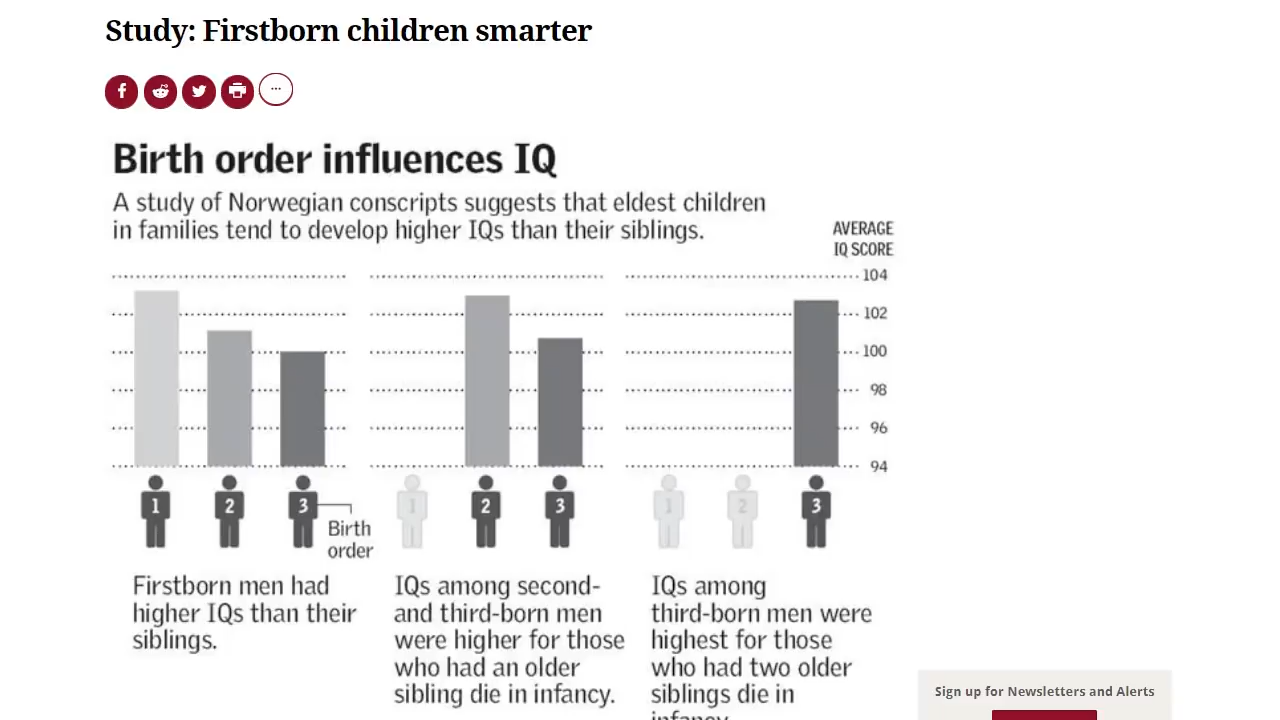 Study: Firstborn children smarter
Birth order influences IQ
A study of Norwegian conscripts suggests that eldest children
in families tend to develop higher IQs than their siblings.
AVERAGE
IQ SCORE
104
102
100
98
96
94
1 2 3
Birth
order
1 2 3
1 2 3
Firstborn men had
higher IQs than their
siblings.
IQs among second-
and third-born men
were higher for those
who had an older
sibling die in infancy.
IQs among
third-born men were
highest for those
who had two older
siblings die in
infancy.
Sign up for Newsletters and Alerts